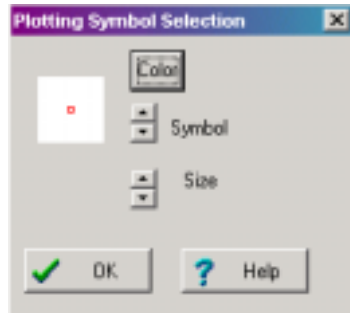 Plotting Symbol Selection
Color
Symbol
Size
OK
Help